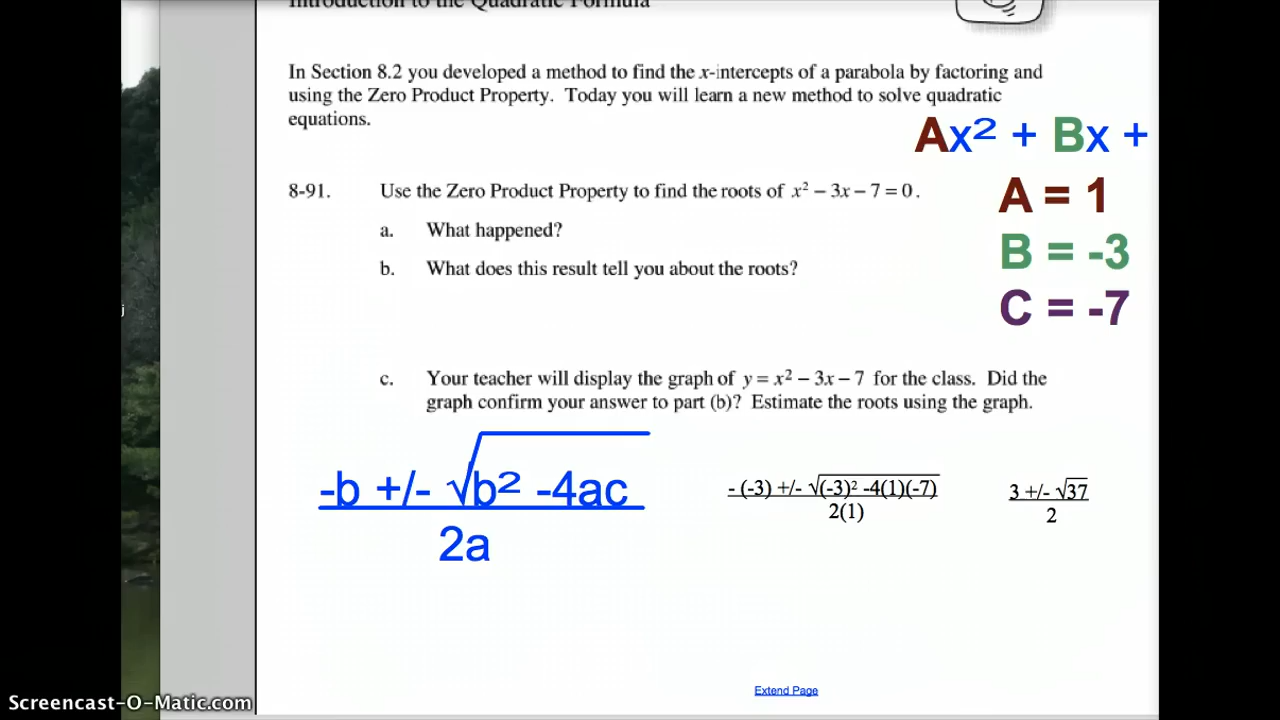 Introduction to the Quadratic Formula
In Section 8.2 you developed a method to find the x-intercepts of a parabola by factoring and
using the Zero Product Property. Today you will learn a new method to solve quadratic
equations.
Ax² + Bx +
8-91. Use the Zero Product Property to find the roots of x² − 3x − 7 = 0.
A = 1
a. What happened?
B = -3
b. What does this result tell you about the roots?
C = -7
c. Your teacher will display the graph of y = x² − 3x − 7 for the class. Did the
graph confirm your answer to part (b)? Estimate the roots using the graph.
-b +/- √b² -4ac
2a
- (-3) +/- √(-3)² -4(1)(-7)
2(1)
3 +/- √37
2
j
Extend Page
Screencast-O-Matic.com